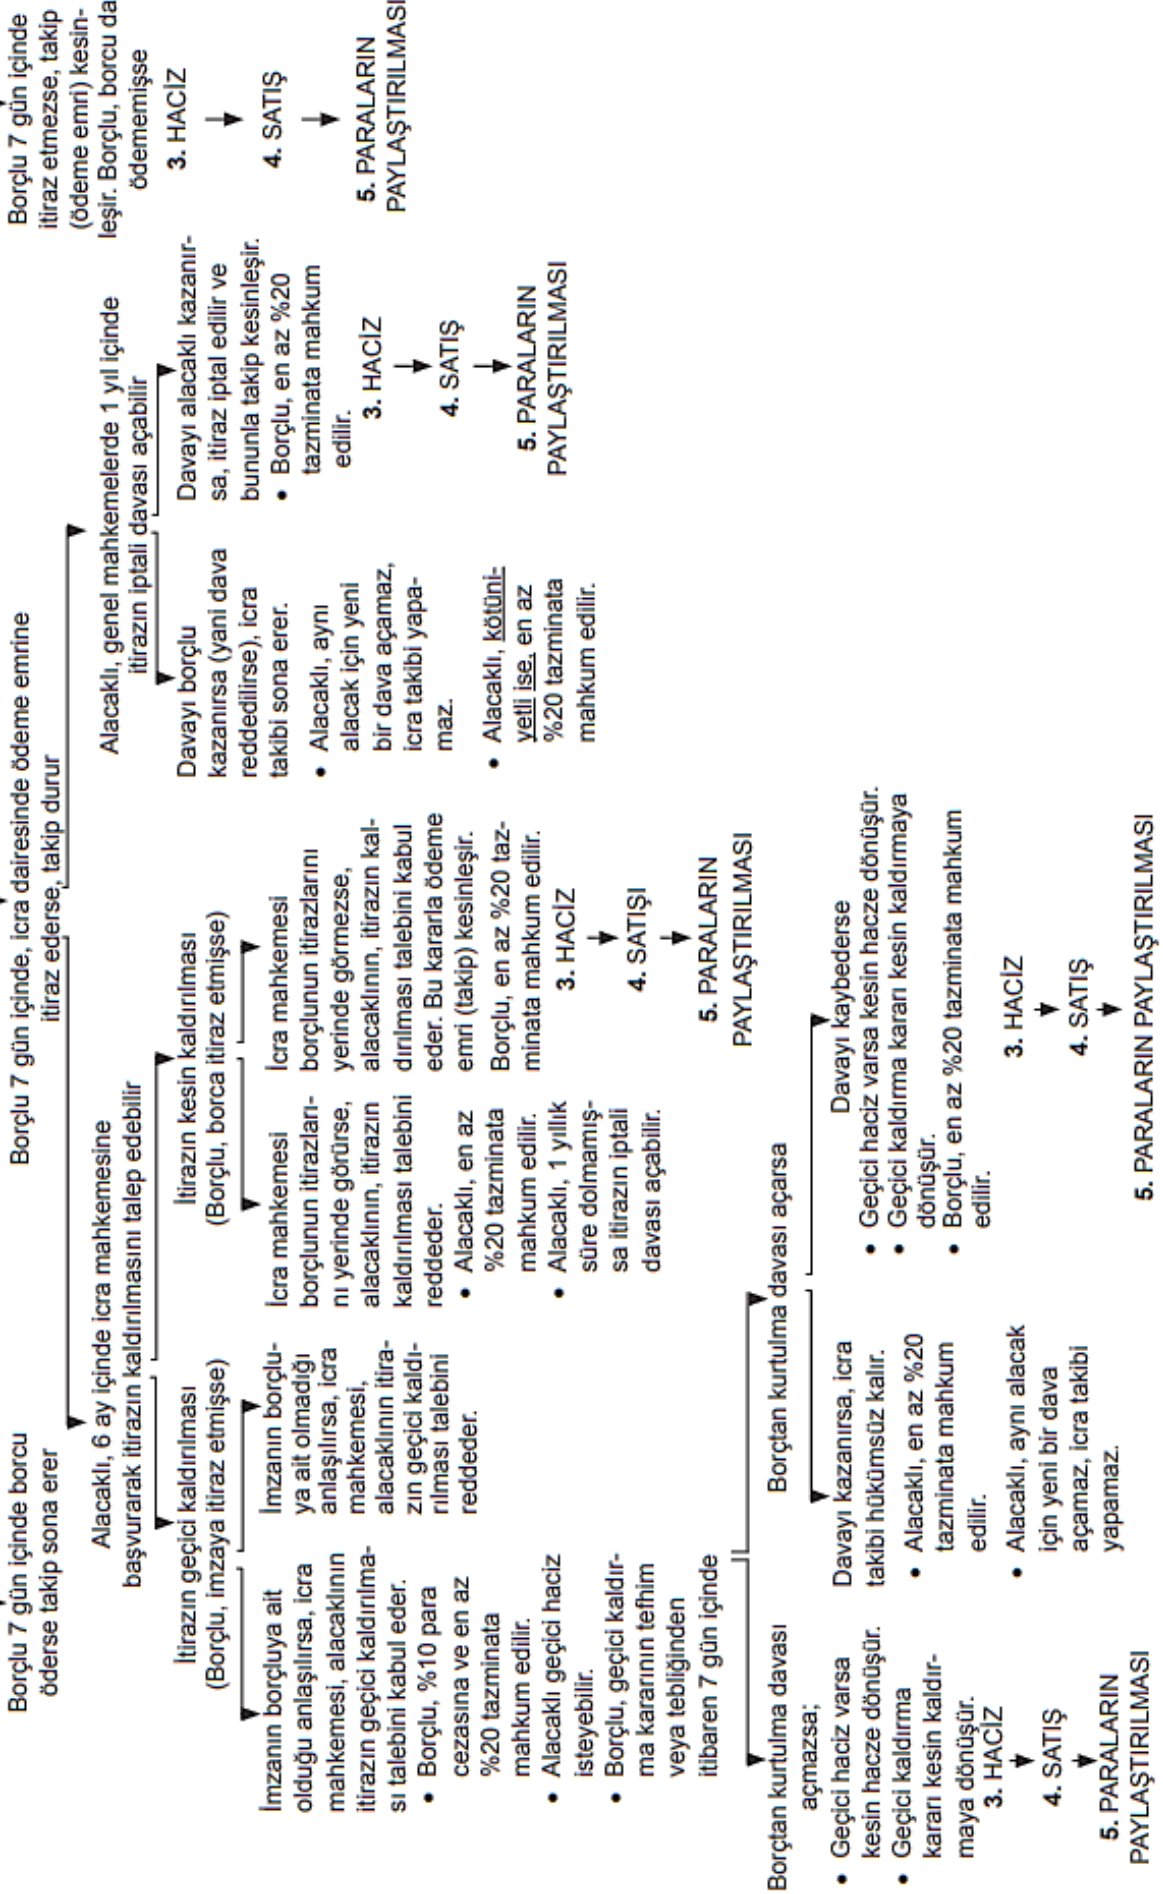 Borçlu 7 gün içinde borcu
öderse takip sona erer
Borçlu 7 gün içinde, icra dairesinde ödeme emrine
itiraz ederse, takip durur
Borçlu 7 gün içinde
itiraz etmezse, takip
(ödeme emri) kesin-
leşir. Borçlu, borcu da
ödememişse
3. HACİZ
4. SATIŞ
5. PARALARIN
PAYLAŞTIRILMASI
Alacaklı, 6 ay içinde icra mahkemesine
başvurarak itirazın kaldırılmasını talep edebilir
Alacaklı, genel mahkemelerde 1 yıl içinde
itirazın iptali davası açabilir
İtirazın geçici kaldırılması
(Borçlu, imzaya itiraz etmişse)
İtirazın kesin kaldırılması
(Borçlu, borca itiraz etmişse)
Davayı borçlu
kazanırsa (yani dava
reddedilirse), icra
takibi sona erer.
• Alacaklı, aynı
alacak için yeni
bir dava açamaz,
icra takibi yapa-
maz.
• Alacaklı, kötüni-
yetli ise, en az
%20 tazminata
mahkum edilir.
Davayı alacaklı kazanır-
sa, itiraz iptal edilir ve
bununla takip kesinleşir.
• Borçlu, en az %20
tazminata mahkum
edilir.
3. HACİZ
4. SATIŞ
5. PARALARIN
PAYLAŞTIRILMASI
İmzanın borçluya ait
olduğu anlaşılırsa, icra
mahkemesi, alacaklının
itirazın geçici kaldırılma-
sı talebini kabul eder.
• Borçlu, %10 para
cezasına ve en az
%20 tazminata
mahkum edilir.
• Alacaklı geçici haciz
isteyebilir.
• Borçlu, geçici kaldır-
ma kararının tefhim
veya tebliğinden
itibaren 7 gün içinde
İmzanın borçlu-
ya ait olmadığı
anlaşılırsa, icra
mahkemesi,
alacaklının itira-
zın geçici kaldı-
rılması talebini
reddeder.
İcra mahkemesi
borçlunun itirazları-
nı yerinde görürse,
alacaklının, itirazın
kaldırılması talebini
reddeder.
• Alacaklı, en az
%20 tazminata
mahkum edilir.
• Alacaklı, 1 yıllık
süre dolmamış-
sa itirazın iptali
davası açabilir.
İcra mahkemesi
borçlunun itirazlarını
yerinde görmezse,
alacaklının, itirazın kal-
dırılması talebini kabul
eder. Bu kararla ödeme
emri (takip) kesinleşir.
Borçlu, en az %20 taz-
minata mahkum edilir.
3. HACİZ
4. SATIŞI
5. PARALARIN
PAYLAŞTIRILMASI
Borçtan kurtulma davası
açmazsa;
• Geçici haciz varsa
kesin hacze dönüşür.
• Geçici kaldırma
kararı kesin kaldır-
maya dönüşür.
3. HACİZ
4. SATIŞ
5. PARALARIN
PAYLAŞTIRILMASI
Borçtan kurtulma davası açarsa
Davayı kazanırsa, icra
takibi hükümsüz kalır.
• Alacaklı, en az %20
tazminata mahkum
edilir.
• Alacaklı, aynı alacak
için yeni bir dava
açamaz, icra takibi
yapamaz.
Davayı kaybederse
• Geçici haciz varsa kesin hacze dönüşür.
• Geçici kaldırma kararı kesin kaldırmaya
dönüşür.
• Borçlu, en az %20 tazminata mahkum
edilir.
3. HACİZ
4. SATIŞ
5. PARALARIN PAYLAŞTIRILMASI